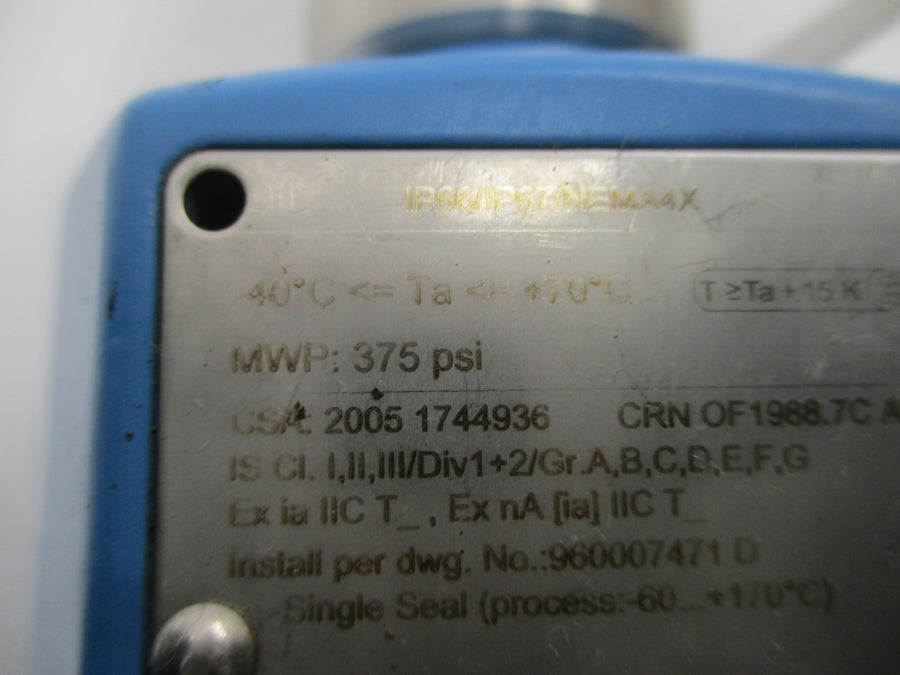 IP66/IP67/NEMA4X
-40°C <= Ta <= +70°C T ≥Ta + 15 K
MWP: 375 psi
CSA: 2005 1744936 CRN OF1988.7C A
IS Cl. I,II,III/Div1+2/Gr.A,B,C,D,E,F,G
Ex ia IIC T_ , Ex nA [ia] IIC T_
Install per dwg. No.:960007471 D
Single Seal (process:-60...+170°C)